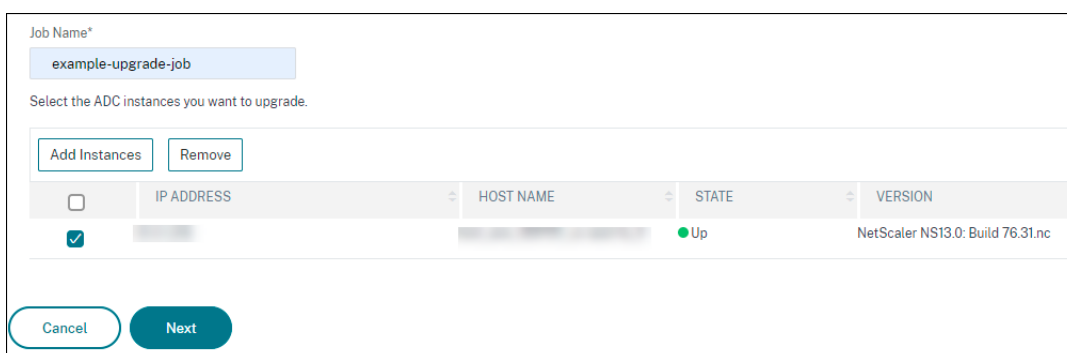 Job Name*
example-upgrade-job
Select the ADC instances you want to upgrade.
Add Instances Remove
IP ADDRESS HOST NAME STATE VERSION
Up NetScaler NS13.0: Build 76.31.nc
Cancel Next